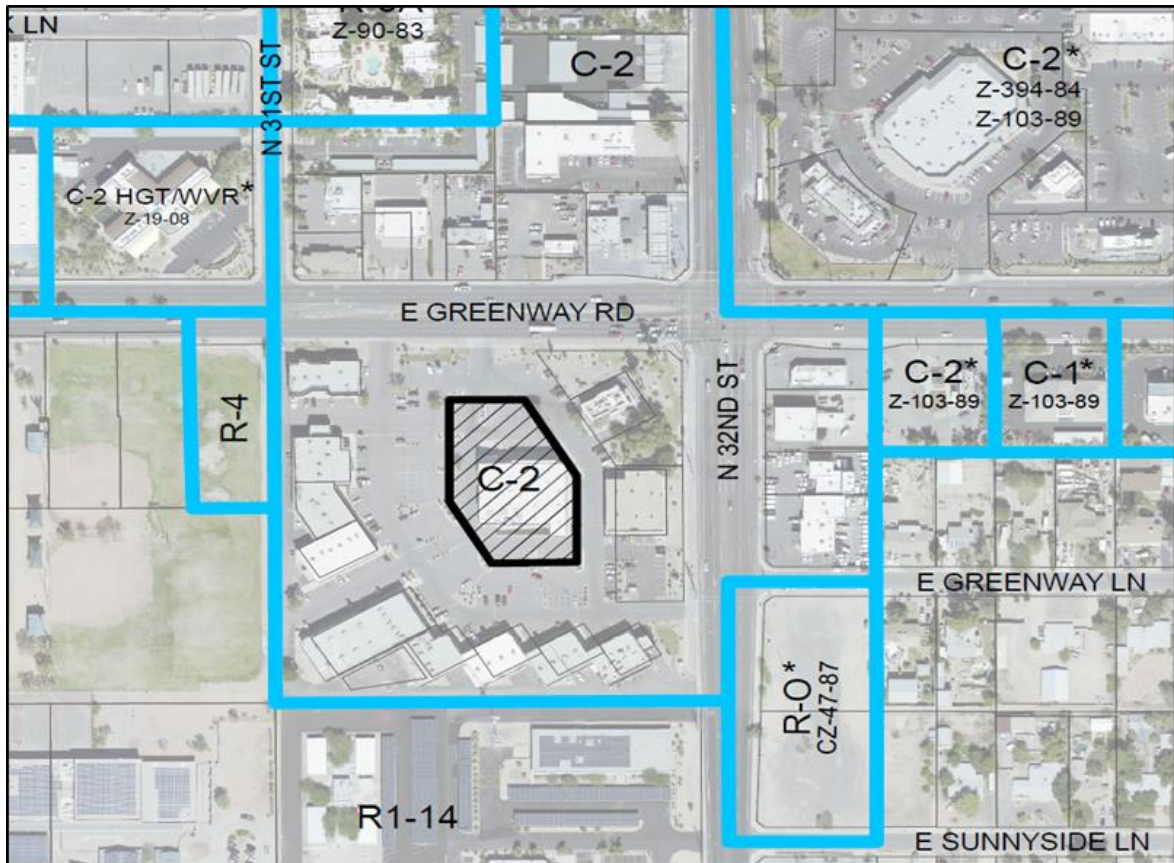 Z-90-83
LN
N 31ST ST
C-2
C-2*
Z-394-84
Z-103-89
C-2 HGT/WVR*
Z-19-08
E GREENWAY RD
N 32ND ST
R-4
C-2*
Z-103-89
C-1*
Z-103-89
C-2
E GREENWAY LN
R-O*
CZ-47-87
R1-14
E SUNNYSIDE LN